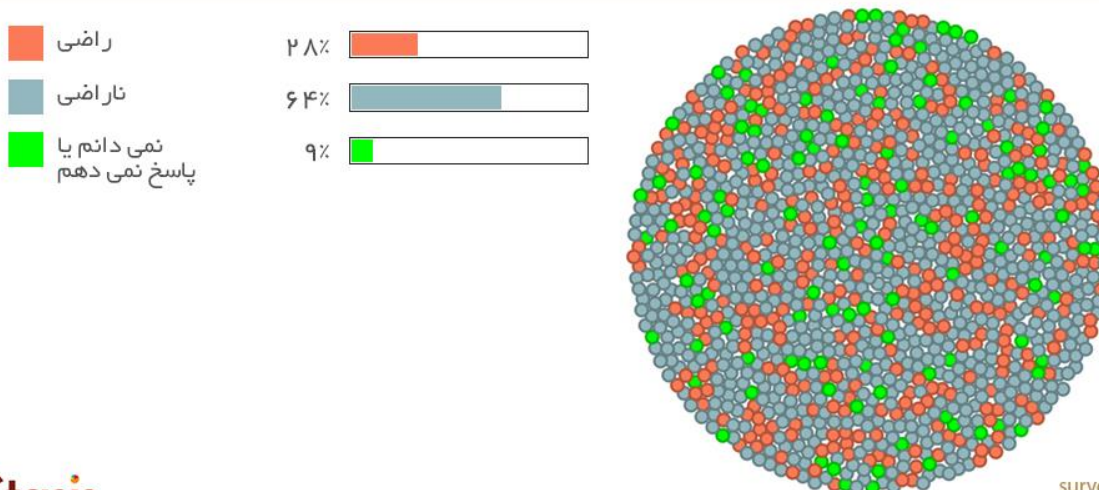 راضی
۲۸٪
ناراضی
۶۴٪
نمی دانم یا
پاسخ نمی دهم
۹٪